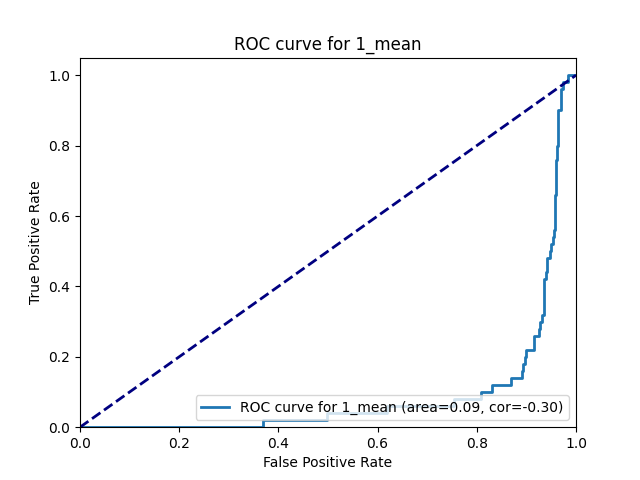 ROC curve for 1_mean
1.0
0.8
0.6
0.4
0.2
0.0
True Positive Rate
ROC curve for 1_mean (area=0.09, cor=-0.30)
0.0 0.2 0.4 0.6 0.8 1.0
False Positive Rate